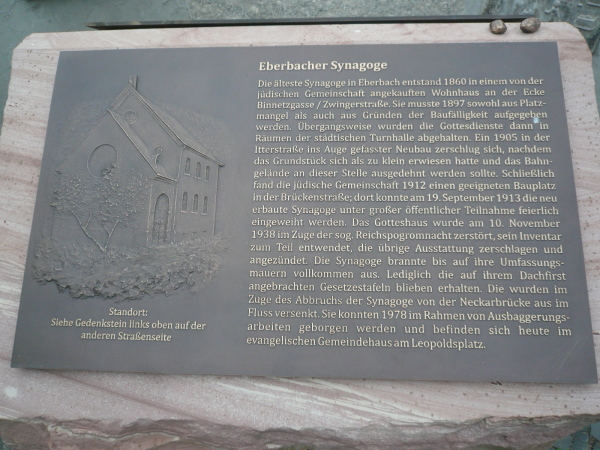 Eberbacher Synagoge
Die älteste Synagoge in Eberbach entstand 1860 in einem von der
jüdischen Gemeinschaft angekauften Wohnhaus an der Ecke
Binnetzgasse / Zwingerstraße. Sie musste 1897 sowohl aus Platz-
mangel als auch aus Gründen der Baufälligkeit aufgegeben
werden. Übergangsweise wurden die Gottesdienste dann in
Räumen der städtischen Turnhalle abgehalten. Ein 1905 in der
Itterstraße ins Auge gefasster Neubau zerschlug sich, nachdem
das Grundstück sich als zu klein erwiesen hatte und das Bahn-
gelände an dieser Stelle ausgedehnt werden sollte. Schließlich
fand die jüdische Gemeinschaft 1912 einen geeigneten Bauplatz
in der Brückenstraße; dort konnte am 19. September 1913 die neu
erbaute Synagoge unter großer öffentlicher Teilnahme feierlich
eingeweiht werden. Das Gotteshaus wurde am 10. November
1938 im Zuge der sog. Reichspogromnacht zerstört, sein Inventar
zum Teil entwendet, die übrige Ausstattung zerschlagen und
angezündet. Die Synagoge brannte bis auf ihre Umfassungs-
mauern vollkommen aus. Lediglich die auf ihrem Dachfirst
angebrachten Gesetzestafeln blieben erhalten. Die wurden im
Zuge des Abbruchs der Synagoge von der Neckarbrücke aus im
Fluss versenkt. Sie konnten 1978 im Rahmen von Ausbaggerungs-
arbeiten geborgen werden und befinden sich heute im
evangelischen Gemeindehaus am Leopoldsplatz.
Standort:
Siehe Gedenkstein links oben auf der
anderen Straßenseite